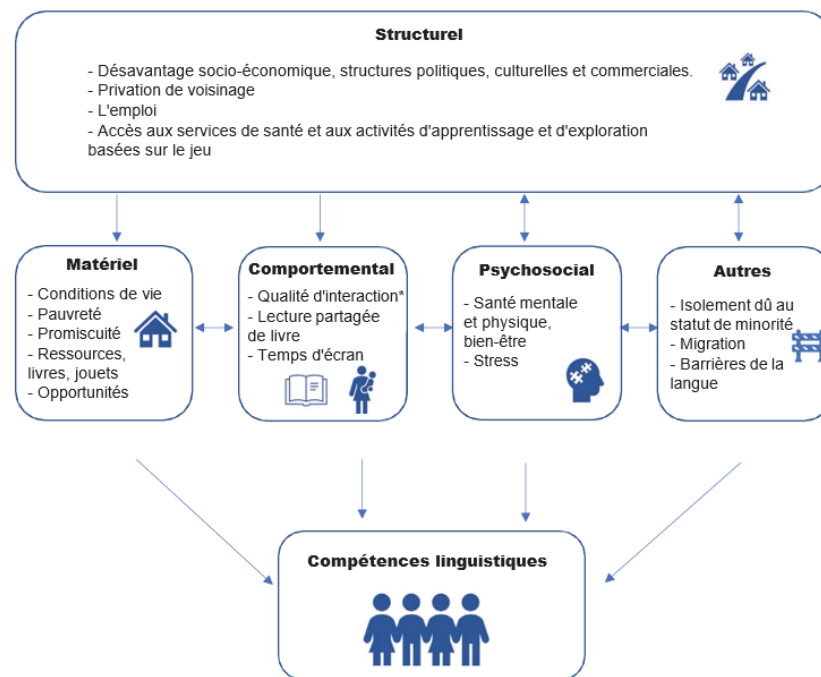 Structurel
- Désavantage socio-économique, structures politiques, culturelles et commerciales.
- Privation de voisinage
- L'emploi
- Accès aux services de santé et aux activités d'apprentissage et d'exploration
basées sur le jeu
Matériel
- Conditions de vie
- Pauvreté
- Promiscuité
- Ressources,
livres, jouets
- Opportunités
Comportemental
- Qualité d'interaction*
- Lecture partagée
de livre
- Temps d'écran
Psychosocial
- Santé mentale
et physique,
bien-être
- Stress
Autres
- Isolement dû au
statut de minorité
- Migration
- Barrières de la
langue
Compétences linguistiques